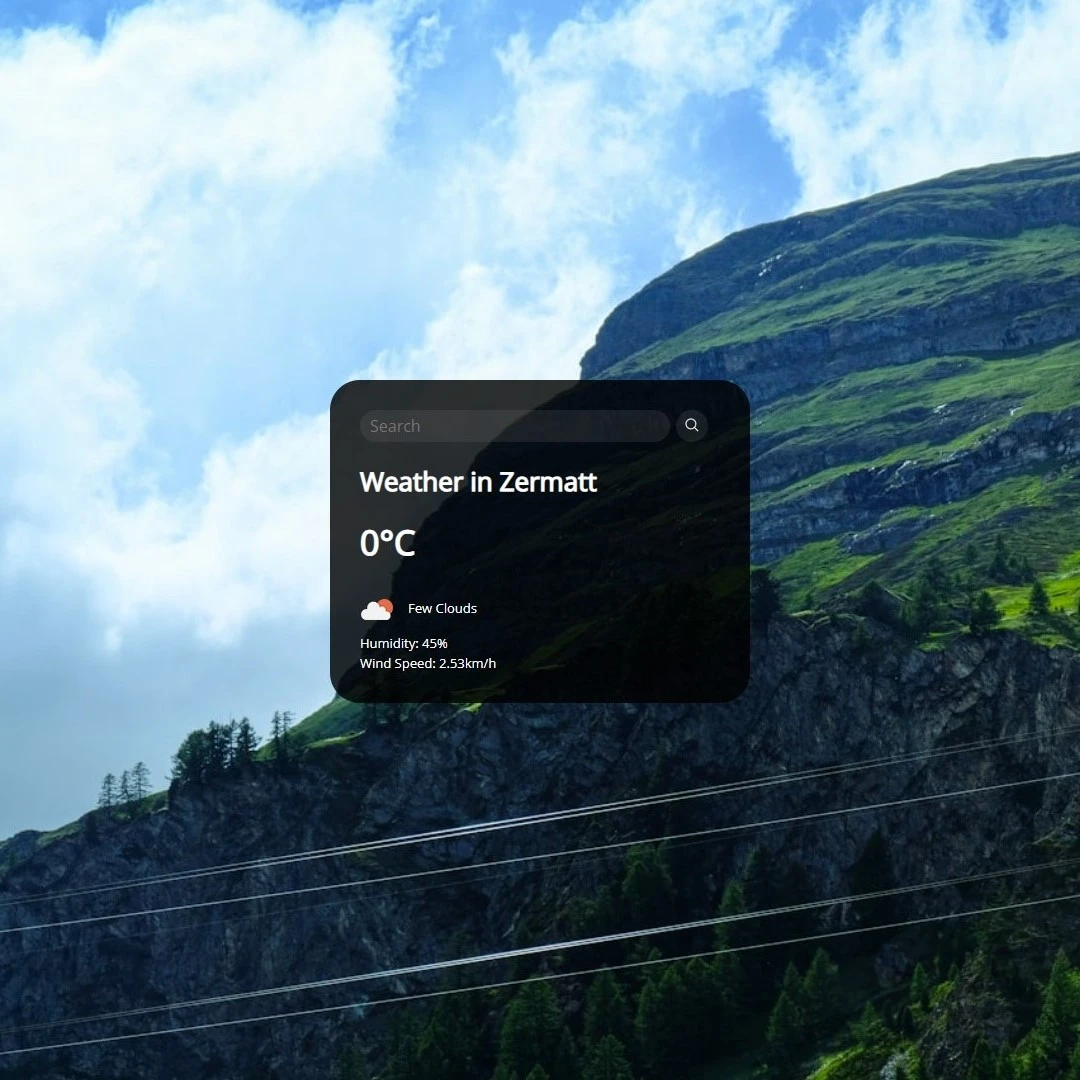 Search
Weather in Zermatt
0°C
Few Clouds
Humidity: 45%
Wind Speed: 2.53km/h